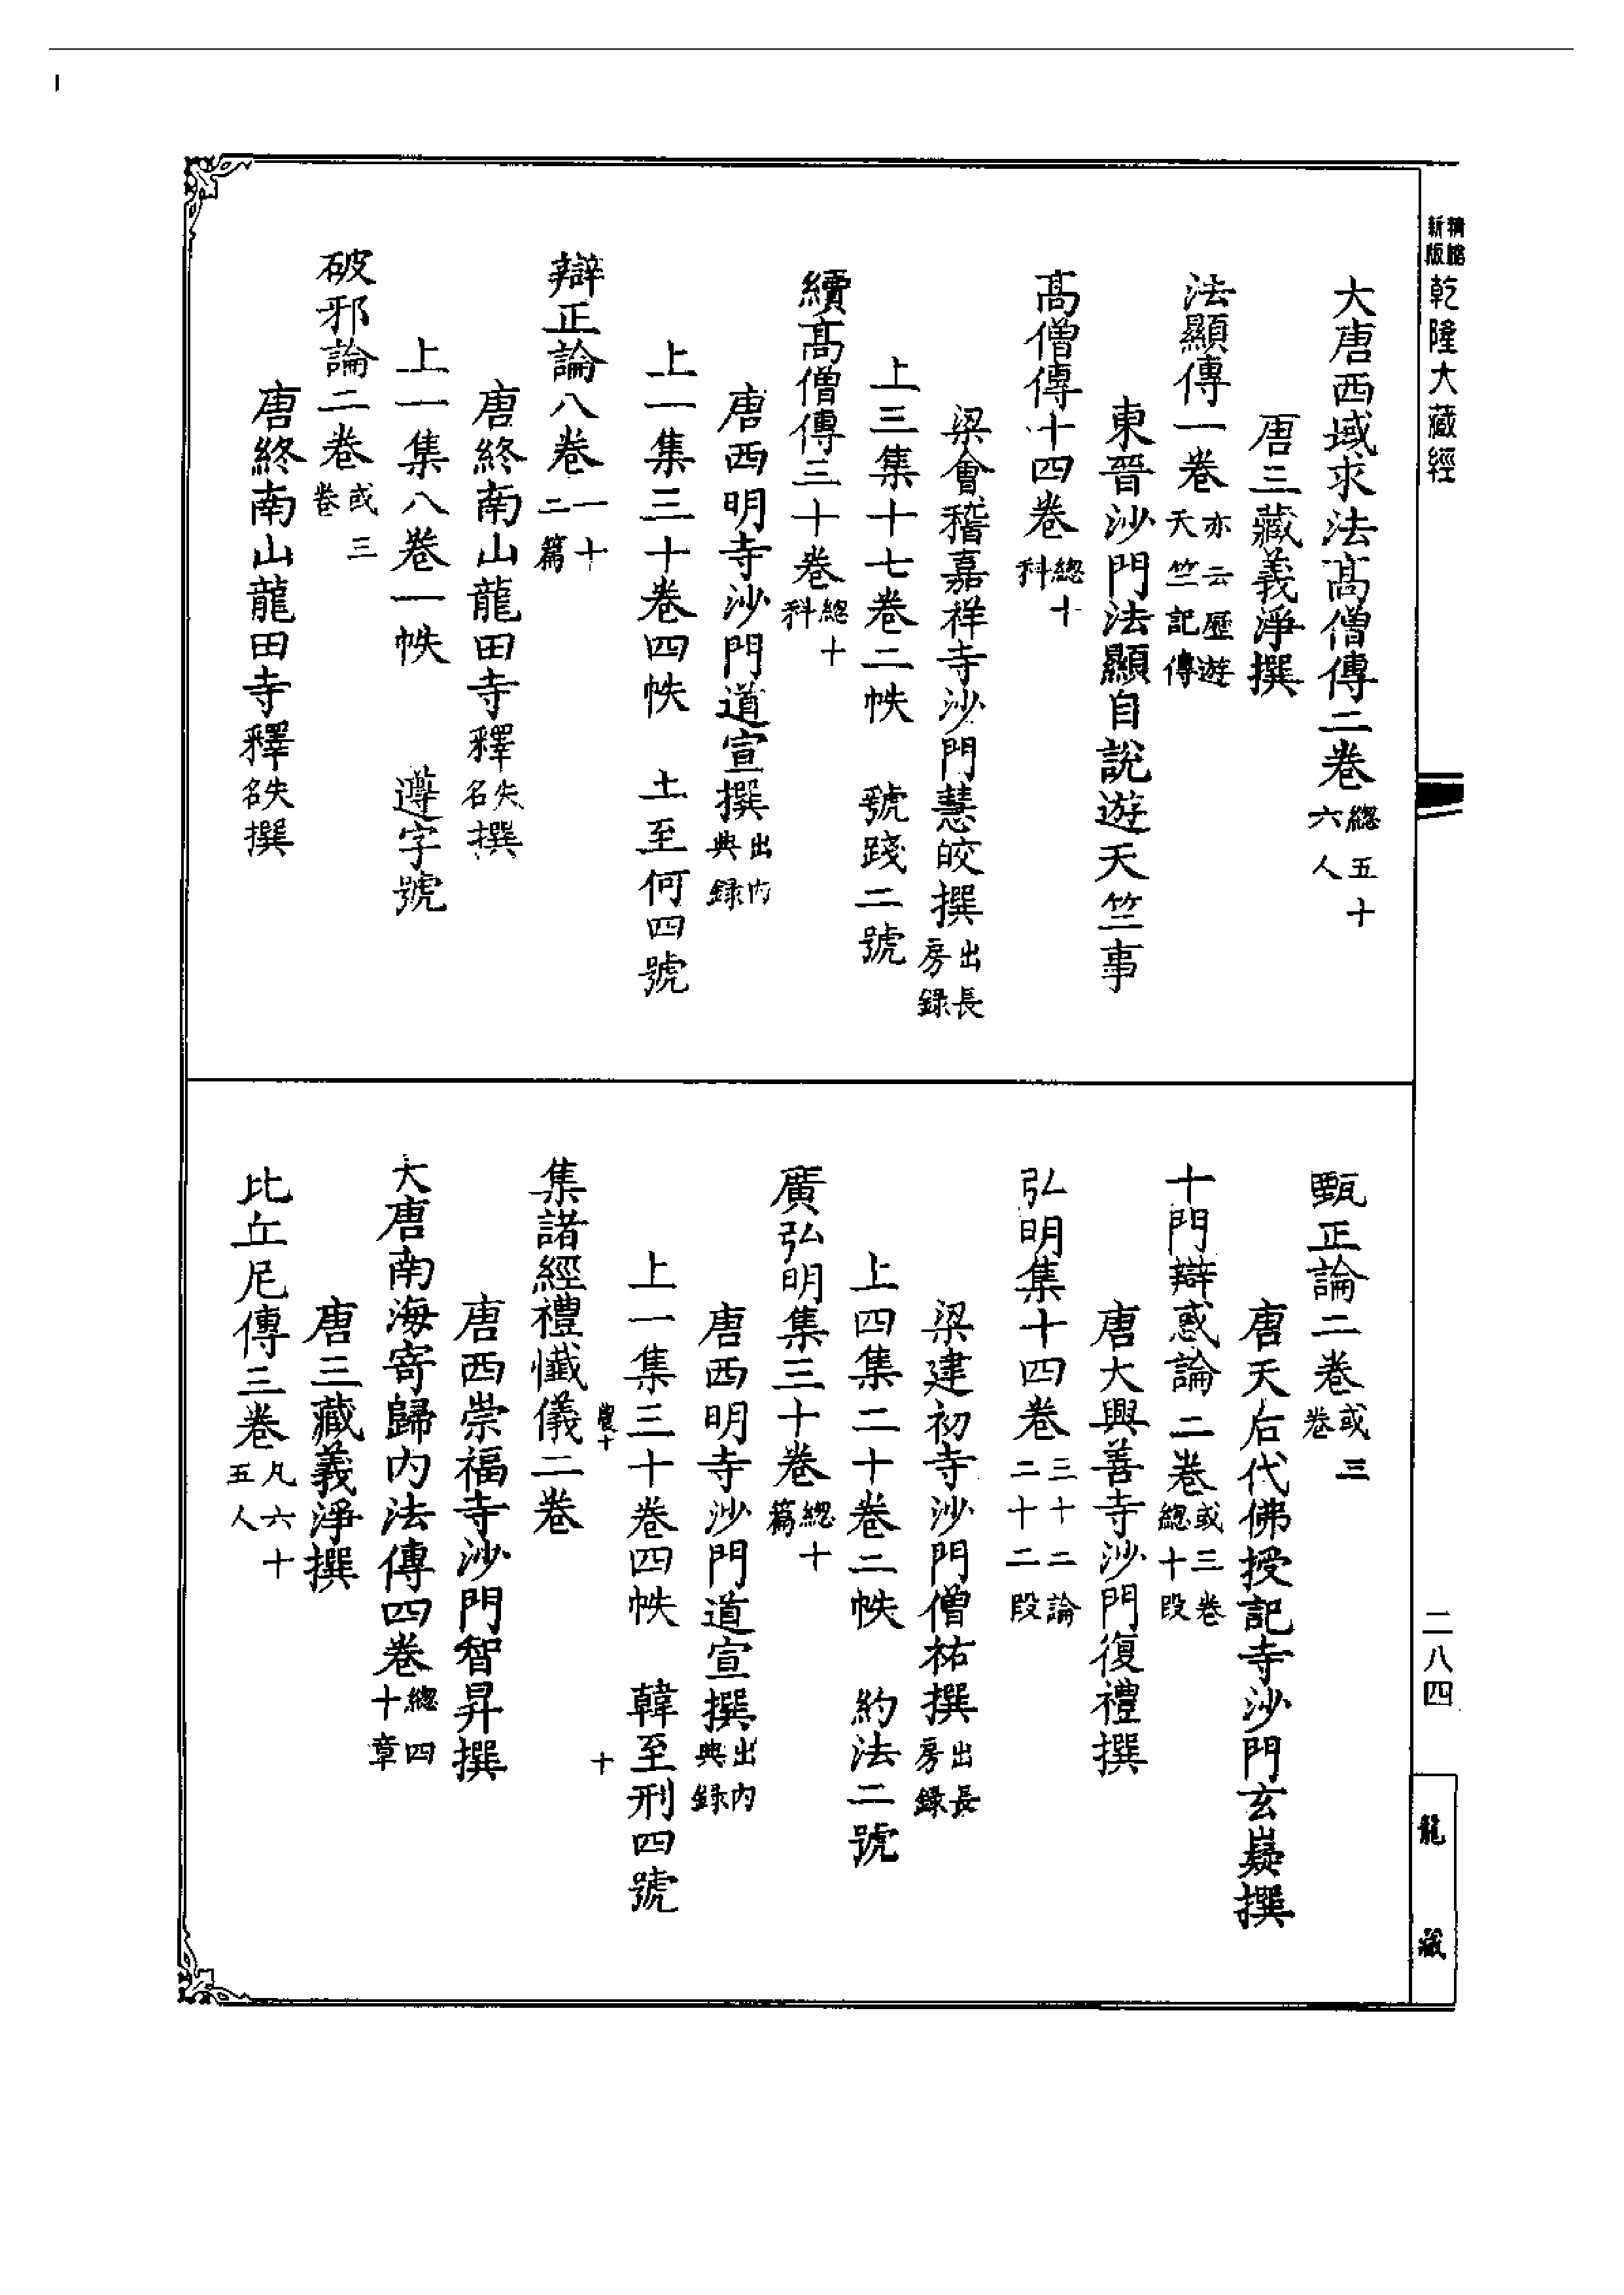 精縮新版乾隆大藏經
大唐西域求法高僧傳二卷總五十六人
唐三藏義淨撰
法顯傳一卷亦云歷遊天竺記傳
東晉沙門法顯自說遊天竺事
高僧傳十四卷總十科
梁會稽嘉祥寺沙門慧皎撰出長房錄
上三集十七卷二帙　號踐二號
續高僧傳三十卷總十科
唐西明寺沙門道宣撰出內典錄
上一集三十卷四帙　土至何四號
辯正論八卷一十二篇
唐終南山龍田寺釋失名撰
上一集八卷一帙　遵字號
破邪論二卷或三卷
唐終南山龍田寺釋失名撰
甄正論二卷或三卷
唐天后代佛授記寺沙門玄嶷撰
十門辯惑論二卷或三卷總十段
唐大興善寺沙門復禮撰
弘明集十四卷三十二論二十二段
梁建初寺沙門僧祐撰出長房錄
上四集二十卷二帙　約法二號
廣弘明集三十卷總十篇
唐西明寺沙門道宣撰出內典錄
上一集三十卷四帙　韓至刑四號
十
十
集諸經禮懺儀二卷
唐西崇福寺沙門智昇撰
大唐南海寄歸內法傳四卷總四十章
唐三藏義淨撰
比丘尼傳三卷凡六十五人
二八四
龍藏